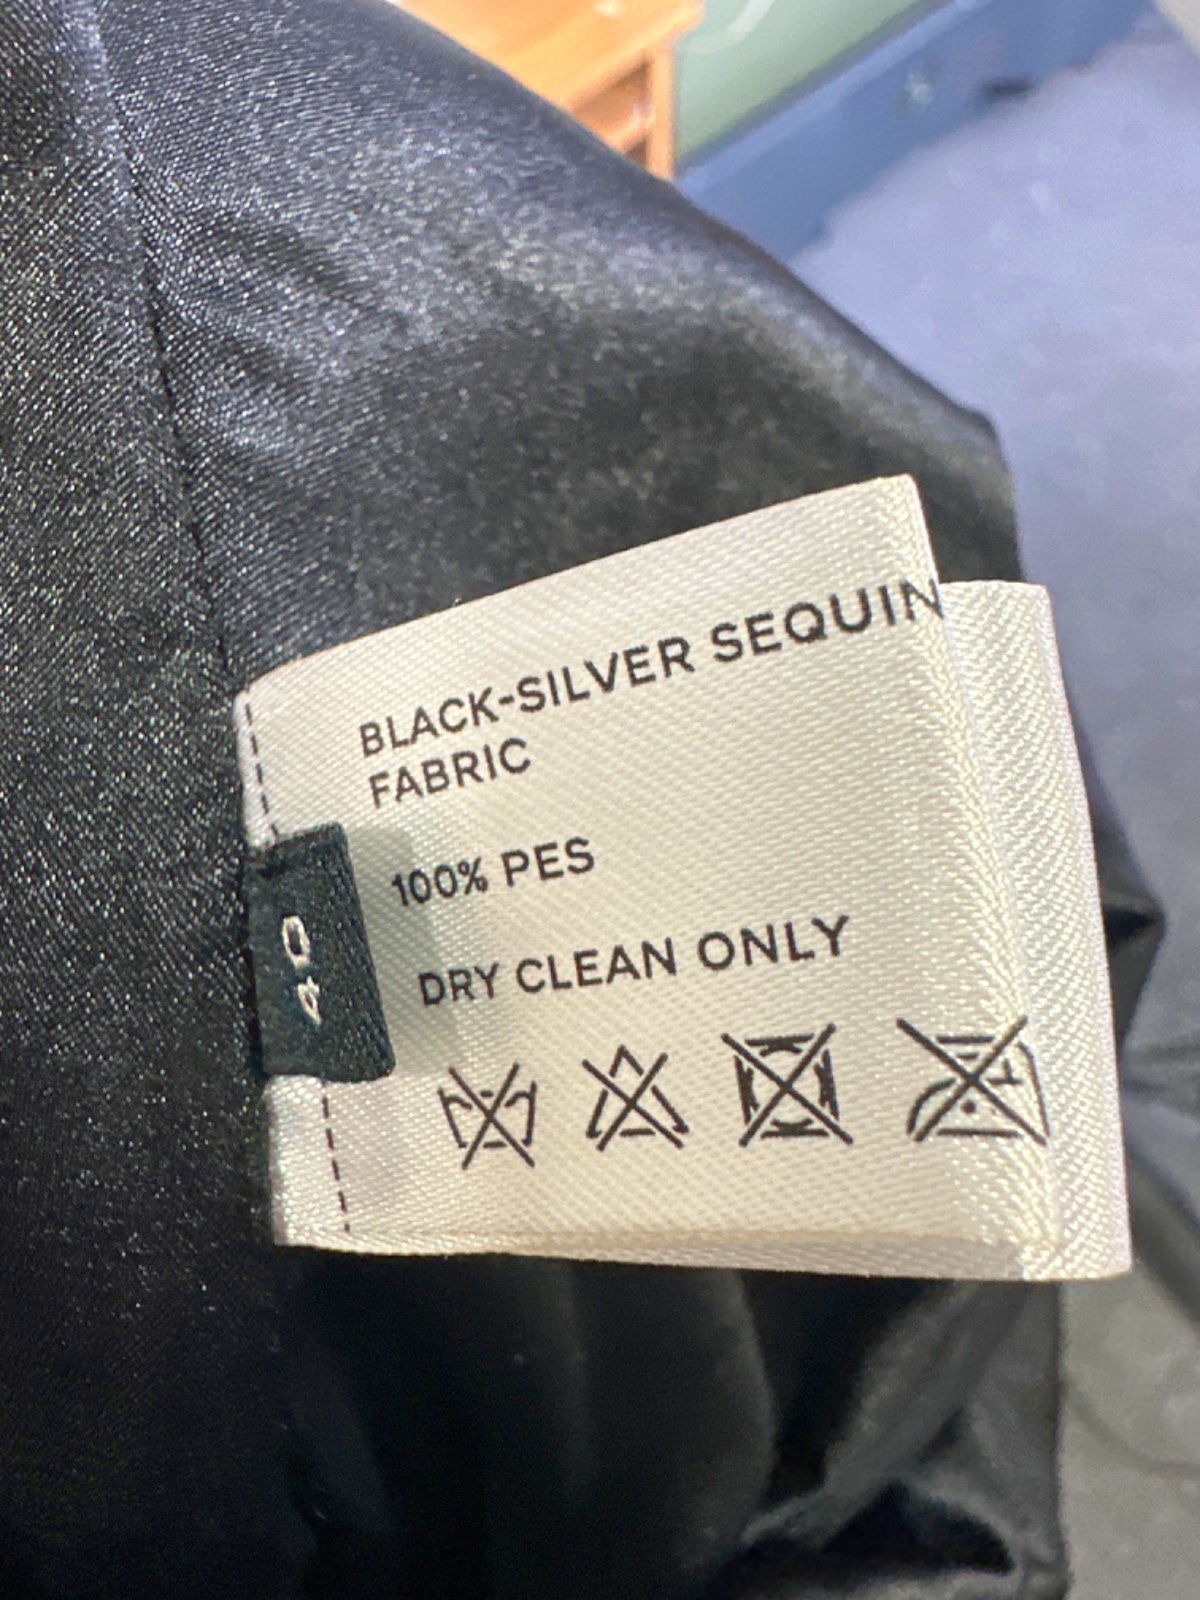 BLACK-SILVER SEQUIN
FABRIC
100% PES
DRY CLEAN ONLY
40